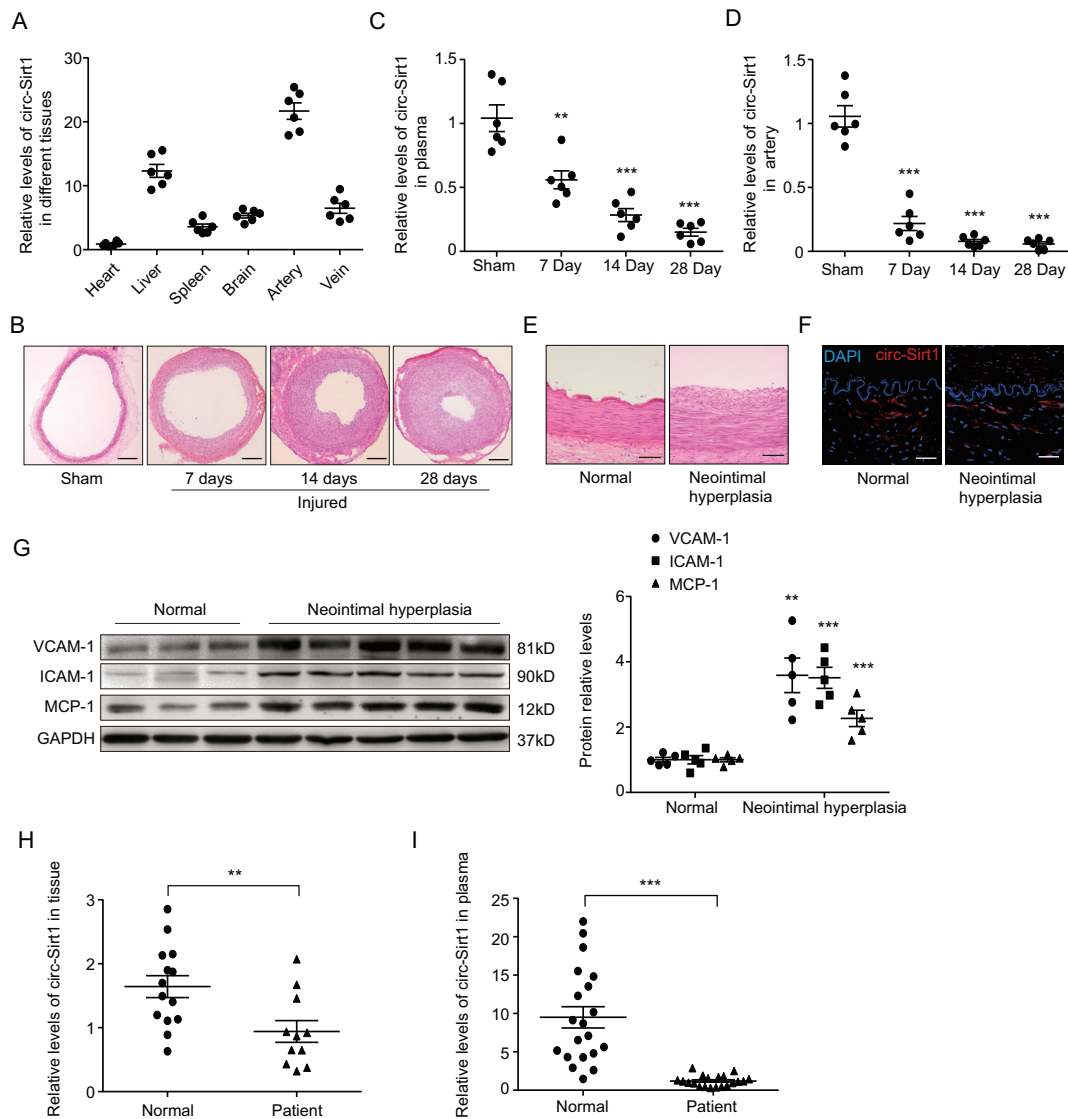 A
Relative levels of circ-Sirt1
in different tissues
30
20
10
0
Heart
Liver
Spleen
Brain
Artery
Vein
C
Relative levels of circ-Sirt1
in plasma
1.5
1
0.5
0
**
***
***
Sham
7 Day
14 Day
28 Day
D
Relative levels of circ-Sirt1
in artery
1.5
1
0.5
0
***
***
***
Sham
7 Day
14 Day
28 Day
B
Sham
7 days
14 days
28 days
Injured
E
Normal
Neointimal
hyperplasia
F
DAPI
circ-Sirt1
Normal
Neointimal
hyperplasia
G
Normal
Neointimal hyperplasia
VCAM-1
81kD
ICAM-1
90kD
MCP-1
12kD
GAPDH
37kD
VCAM-1
ICAM-1
MCP-1
Protein relative levels
6
4
2
0
**
***
***
Normal
Neointimal hyperplasia
H
Relative levels of circ-Sirt1 in tissue
3
2
1
0
**
Normal
Patient
I
Relative levels of circ-Sirt1 in plasma
25
20
15
10
5
0
***
Normal
Patient